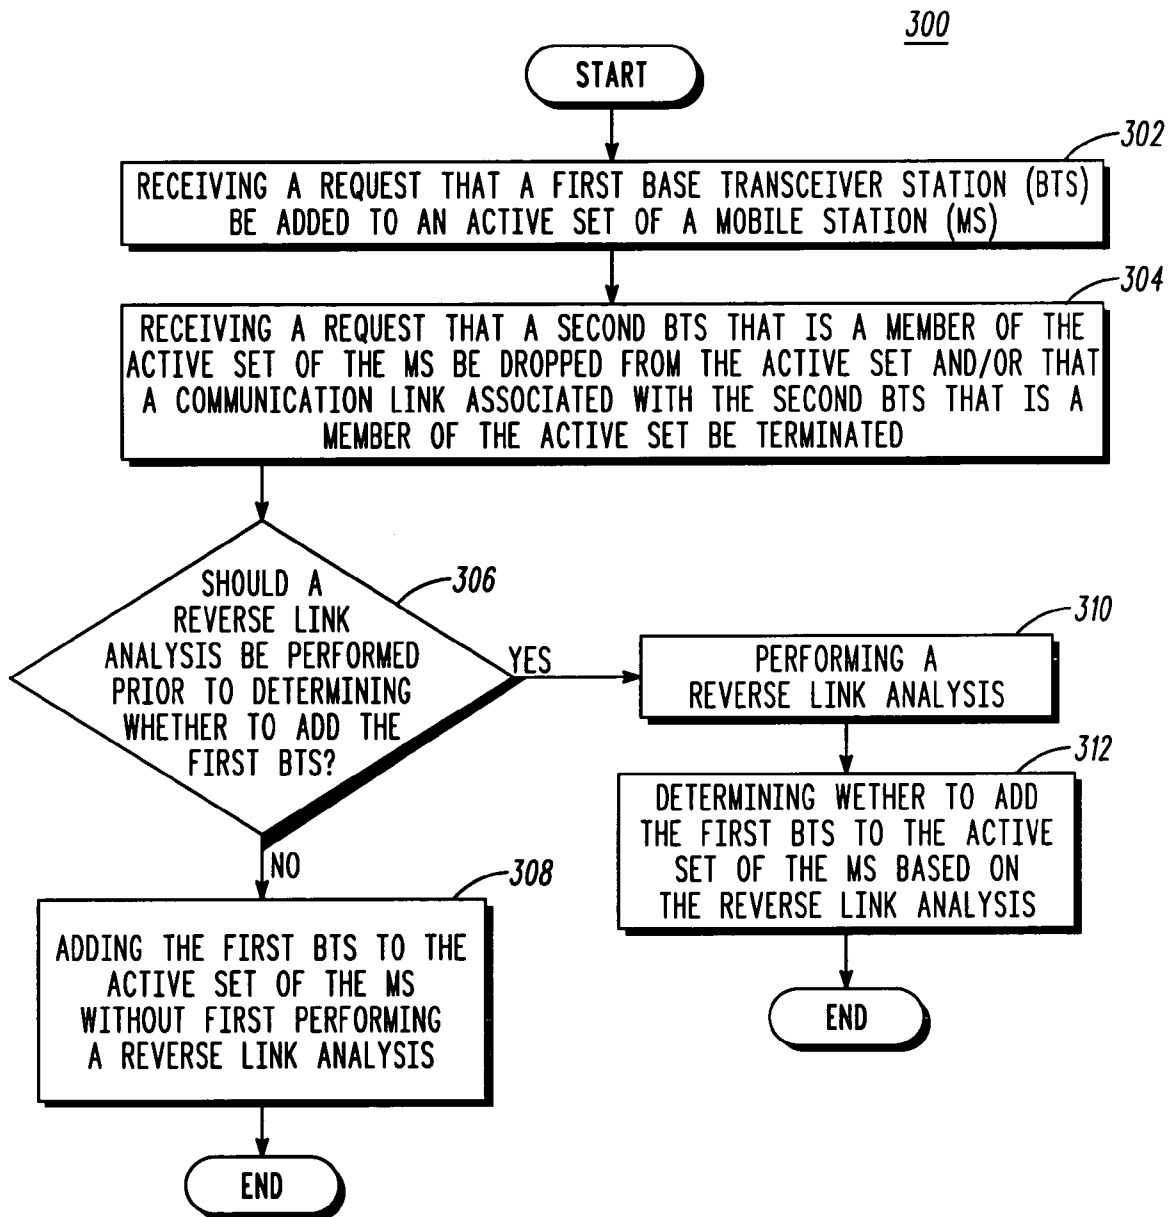 300
START
302
RECEIVING A REQUEST THAT A FIRST BASE TRANSCEIVER STATION (BTS)
BE ADDED TO AN ACTIVE SET OF A MOBILE STATION (MS)
304
RECEIVING A REQUEST THAT A SECOND BTS THAT IS A MEMBER OF THE
ACTIVE SET OF THE MS BE DROPPED FROM THE ACTIVE SET AND/OR THAT
A COMMUNICATION LINK ASSOCIATED WITH THE SECOND BTS THAT IS A
MEMBER OF THE ACTIVE SET BE TERMINATED
306
SHOULD A
REVERSE LINK
ANALYSIS BE PERFORMED
PRIOR TO DETERMINING
WHETHER TO ADD THE
FIRST BTS?
YES
310
PERFORMING A
REVERSE LINK ANALYSIS
312
DETERMINING WETHER TO ADD
THE FIRST BTS TO THE ACTIVE
SET OF THE MS BASED ON
THE REVERSE LINK ANALYSIS
END
NO
308
ADDING THE FIRST BTS TO THE
ACTIVE SET OF THE MS
WITHOUT FIRST PERFORMING
A REVERSE LINK ANALYSIS
END